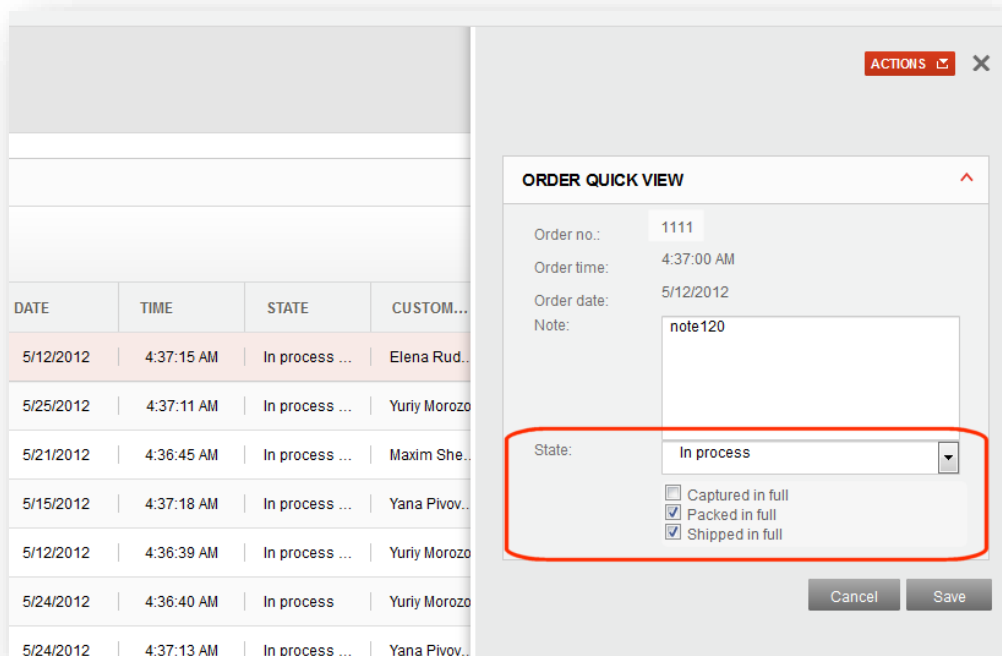 ACTIONS
ORDER QUICK VIEW
Order no.: 1111
Order time: 4:37:00 AM
Order date: 5/12/2012
Note: note120
State: In process
Captured in full
Packed in full
Shipped in full
Cancel Save
DATE TIME STATE CUSTOM...
5/12/2012 4:37:15 AM In process ... Elena Rud..
5/25/2012 4:37:11 AM In process ... Yuriy Morozo
5/21/2012 4:36:45 AM In process ... Maxim She..
5/15/2012 4:37:18 AM In process ... Yana Pivov..
5/12/2012 4:36:39 AM In process ... Yuriy Morozo
5/24/2012 4:36:40 AM In process Yuriy Morozo
5/24/2012 4:37:13 AM In process ... Yana Pivov..